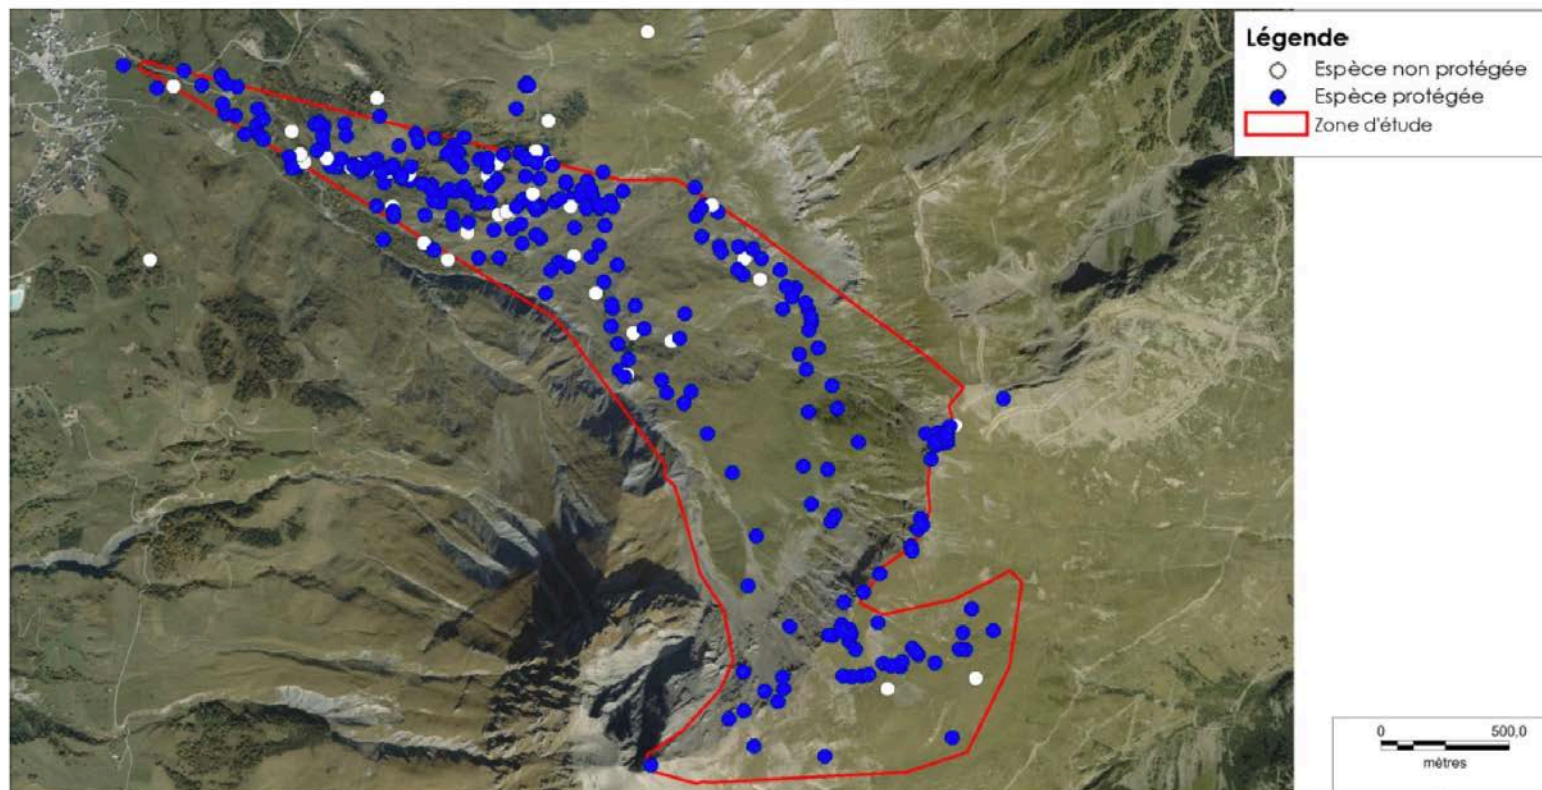 Légende
Espèce non protégée
Espèce protégée
Zone d'étude
0 500,0
mètres